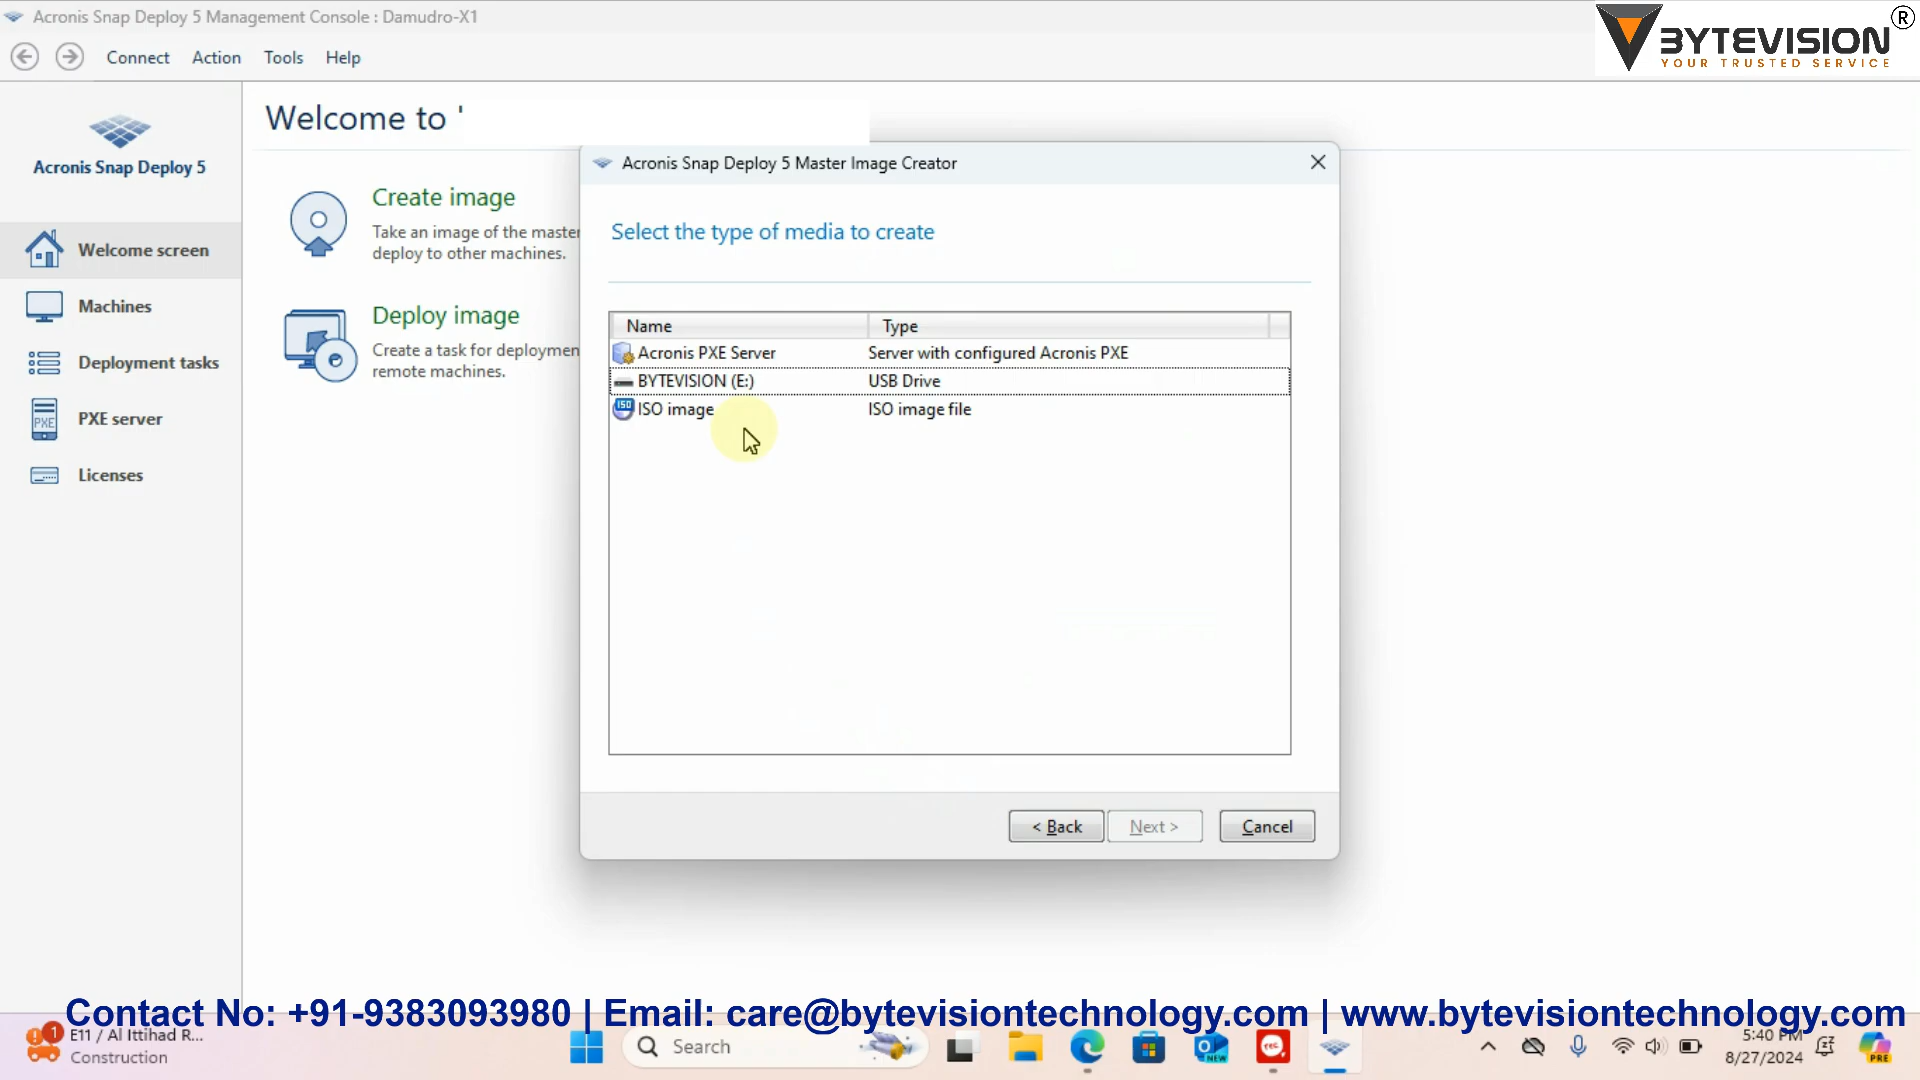 Acronis Snap Deploy 5 Management Console : Damudro-X1
Connect Action Tools Help
BYTEVISION ®
YOUR TRUSTED SERVICE
Acronis Snap Deploy 5
Welcome screen
Machines
Deployment tasks
PXE
PXE server
Licenses
Welcome to '
Create image
Take an image of the master
deploy to other machines.
Deploy image
Create a task for deploymen
remote machines.
Acronis Snap Deploy 5 Master Image Creator
Select the type of media to create
Name Type
Acronis PXE Server Server with configured Acronis PXE
BYTEVISION (E:) USB Drive
ISO ISO image ISO image file
< Back Next > Cancel
Contact No: +91-9383093980 | Email: care@bytevisiontechnology.com | www.bytevisiontechnology.com
1 E11 / Al Ittihad R...
Construction
Search
NEW
5:40 PM
8/27/2024
PRE